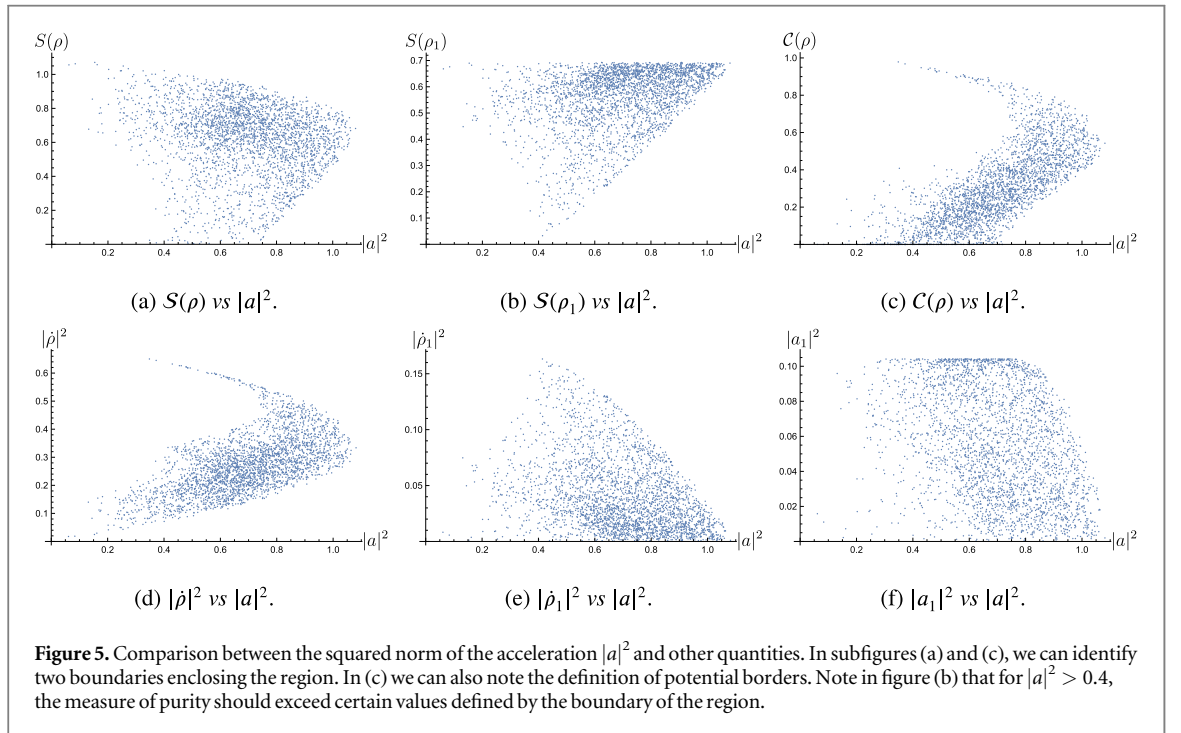 S(ρ)
1.0
0.8
0.6
0.4
0.2
0.2 0.4 0.6 0.8 1.0
|a|²
(a) S(ρ) vs |a|².
S(ρ₁)
0.7
0.6
0.5
0.4
0.3
0.2
0.1
0.2 0.4 0.6 0.8 1.0
|a|²
(b) S(ρ₁) vs |a|².
C(ρ)
1.0
0.8
0.6
0.4
0.2
0.2 0.4 0.6 0.8 1.0
|a|²
(c) C(ρ) vs |a|².
|ρ̇|²
0.6
0.5
0.4
0.3
0.2
0.1
0.2 0.4 0.6 0.8 1.0
|a|²
(d) |ρ̇|² vs |a|².
|ρ̇₁|²
0.15
0.10
0.05
0.2 0.4 0.6 0.8 1.0
|a|²
(e) |ρ̇₁|² vs |a|².
|a₁|²
0.10
0.08
0.06
0.04
0.02
0.2 0.4 0.6 0.8 1.0
|a|²
(f) |a₁|² vs |a|².
Figure 5. Comparison between the squared norm of the acceleration |a|² and other quantities. In subfigures (a) and (c), we can identify
two boundaries enclosing the region. In (c) we can also note the definition of potential borders. Note in figure (b) that for |a|² > 0.4,
the measure of purity should exceed certain values defined by the boundary of the region.